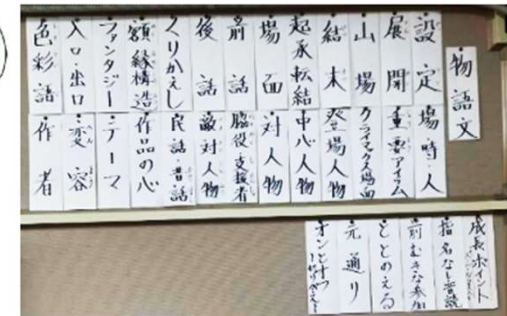 物語文
設定
場時・人
展開
重要アイテム
山場
クライマックス場面
結末
登場人物
起承転結
中心人物
場面
対人物
前話
脇役・支援者
後話
敵対人物
くりかえし
民話・昔話
額縁構造
作品の心
ファンタジー
テーマ
入口・出口
変容
色彩語
作者
成長ポイント
指名なし音読
前むきな参加
ととのえる
元通り